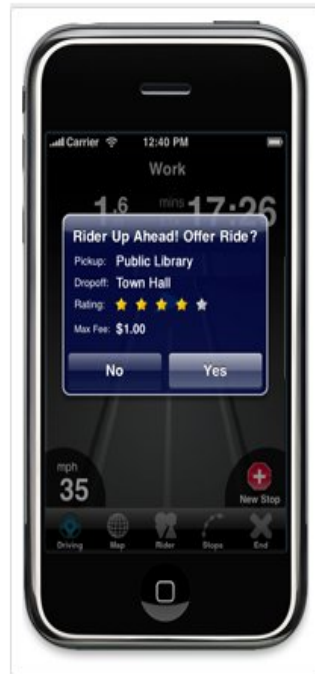 Carrier 12:40 PM
Work
1.6 mins 17:26
Rider Up Ahead! Offer Ride?
Pickup: Public Library
Dropoff: Town Hall
Rating:
Max Fee: $1.00
No Yes
mph
35
New Stop
Driving Map Rider Stops End